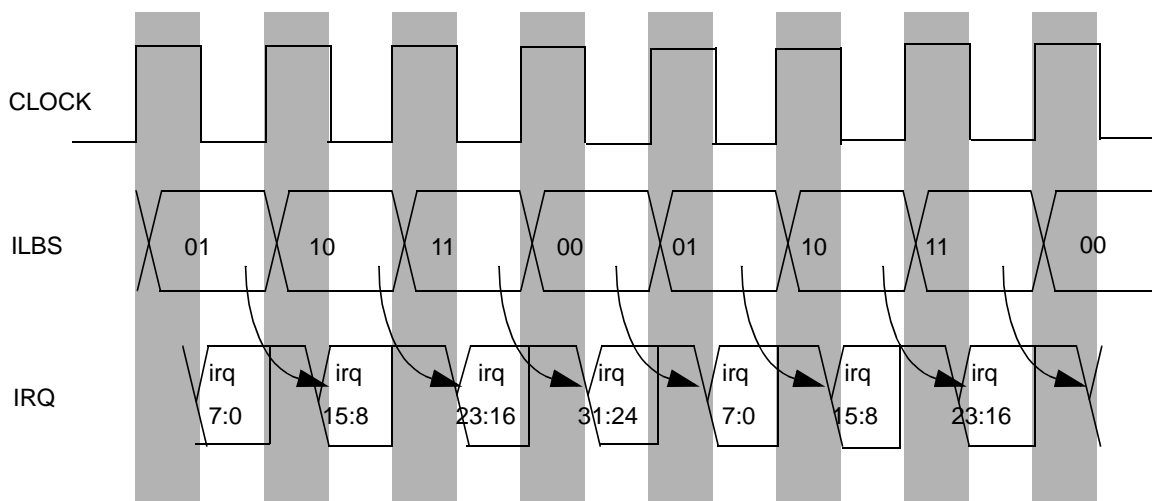 CLOCK
ILBS
01 10 11 00 01 10 11 00
IRQ
irq irq irq irq irq irq irq
7:0 15:8 23:16 31:24 7:0 15:8 23:16